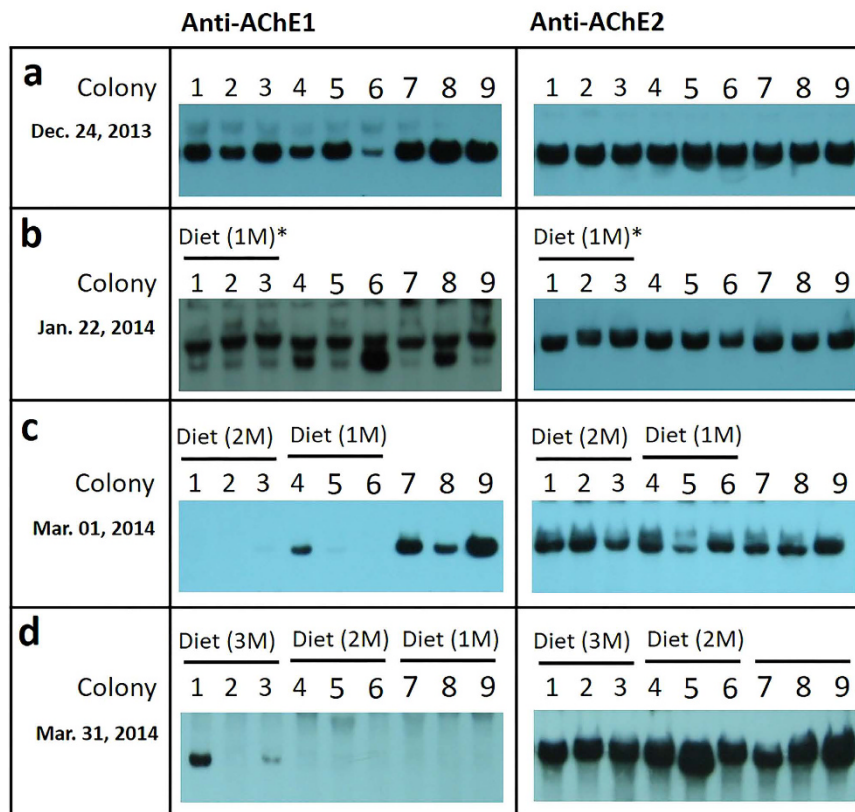 Anti-AChE1 Anti-AChE2
a
Colony 1 2 3 4 5 6 7 8 9 1 2 3 4 5 6 7 8 9
Dec. 24, 2013
b
Diet (1M)* Diet (1M)*
Colony 1 2 3 4 5 6 7 8 9 1 2 3 4 5 6 7 8 9
Jan. 22, 2014
c
Diet (2M) Diet (1M) Diet (2M) Diet (1M)
Colony 1 2 3 4 5 6 7 8 9 1 2 3 4 5 6 7 8 9
Mar. 01, 2014
d
Diet (3M) Diet (2M) Diet (1M) Diet (3M) Diet (2M)
Colony 1 2 3 4 5 6 7 8 9 1 2 3 4 5 6 7 8 9
Mar. 31, 2014